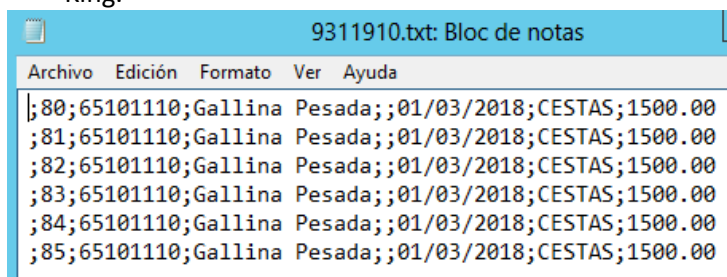 King.
9311910.txt: Bloc de notas
Archivo Edición Formato Ver Ayuda
;80;65101110;Gallina Pesada;;01/03/2018;CESTAS;1500.00
;81;65101110;Gallina Pesada;;01/03/2018;CESTAS;1500.00
;82;65101110;Gallina Pesada;;01/03/2018;CESTAS;1500.00
;83;65101110;Gallina Pesada;;01/03/2018;CESTAS;1500.00
;84;65101110;Gallina Pesada;;01/03/2018;CESTAS;1500.00
;85;65101110;Gallina Pesada;;01/03/2018;CESTAS;1500.00